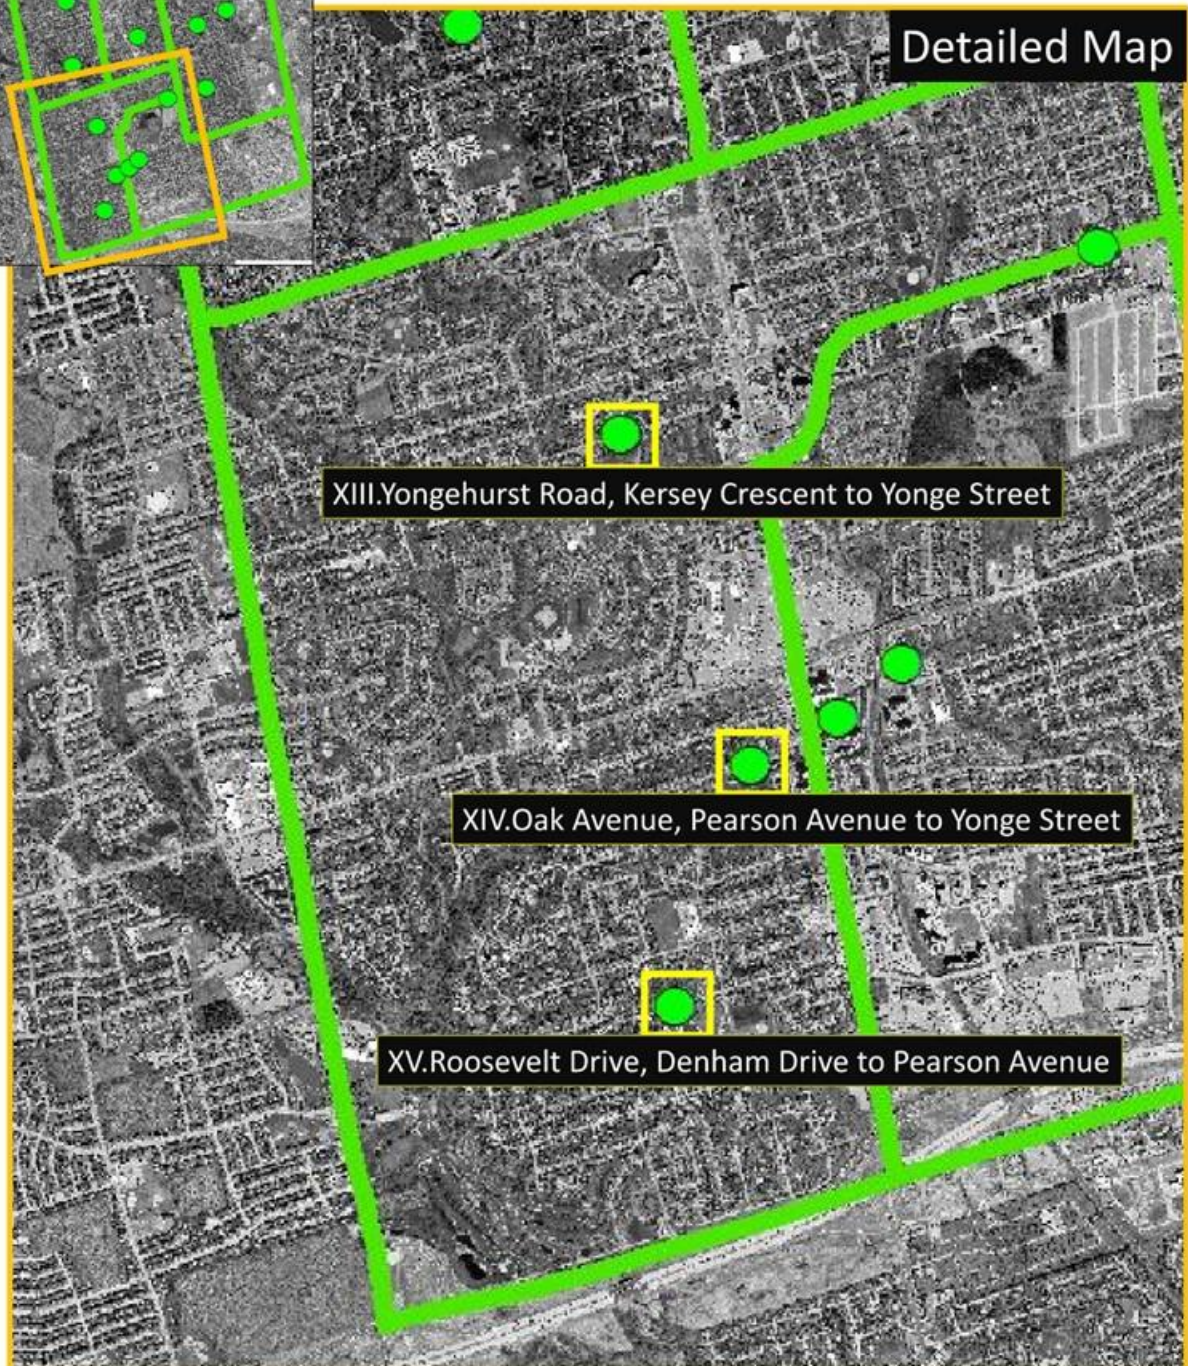 Detailed Map
XIII.Yongehurst Road, Kersey Crescent to Yonge Street
XIV.Oak Avenue, Pearson Avenue to Yonge Street
XV.Roosevelt Drive, Denham Drive to Pearson Avenue